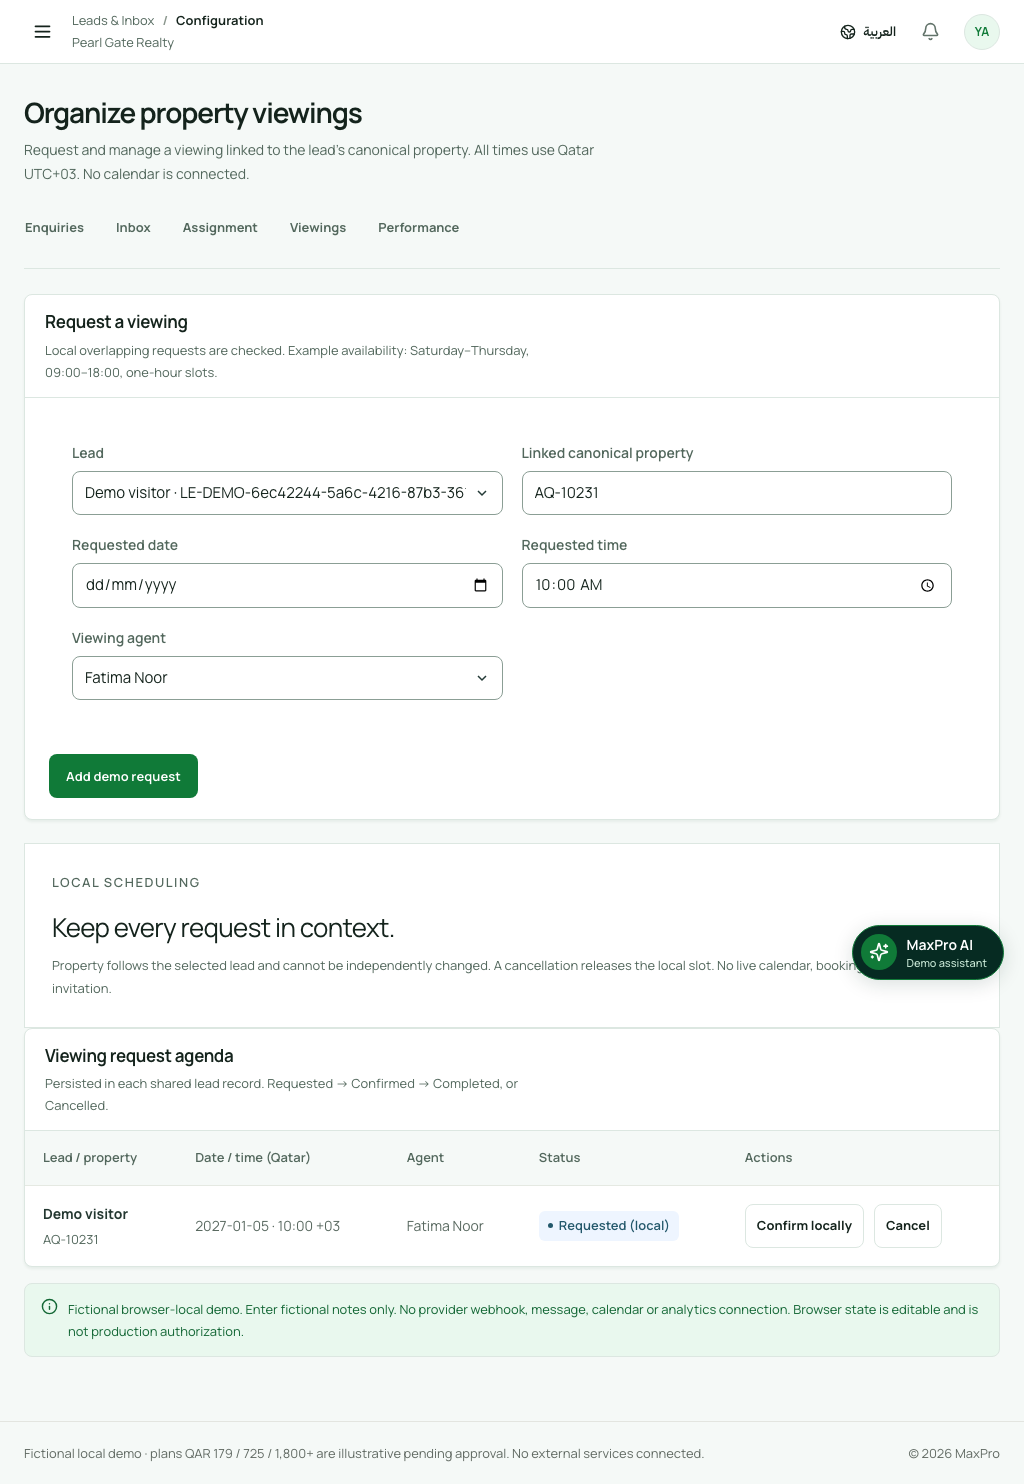 Leads & Inbox / Configuration
Pearl Gate Realty
العربية
YA
Organize property viewings
Request and manage a viewing linked to the lead's canonical property. All times use Qatar
UTC+03. No calendar is connected.
Enquiries Inbox Assignment Viewings Performance
Request a viewing
Local overlapping requests are checked. Example availability: Saturday–Thursday,
09:00–18:00, one-hour slots.
Lead
Linked canonical property
Demo visitor · LE-DEMO-6ec42244-5a6c-4216-87b3-36
AQ-10231
Requested date
Requested time
dd/mm/yyyy
10:00 AM
Viewing agent
Fatima Noor
Add demo request
LOCAL SCHEDULING
Keep every request in context.
Property follows the selected lead and cannot be independently changed. A cancellation releases the local slot. No live calendar, booking
invitation.
MaxPro AI
Demo assistant
Viewing request agenda
Persisted in each shared lead record. Requested → Confirmed → Completed, or
Cancelled.
Lead / property Date / time (Qatar) Agent Status Actions
Demo visitor
AQ-10231
2027-01-05 · 10:00 +03
Fatima Noor
Requested (local)
Confirm locally
Cancel
Fictional browser-local demo. Enter fictional notes only. No provider webhook, message, calendar or analytics connection. Browser state is editable and is
not production authorization.
Fictional local demo · plans QAR 179 / 725 / 1,800+ are illustrative pending approval. No external services connected.
© 2026 MaxPro